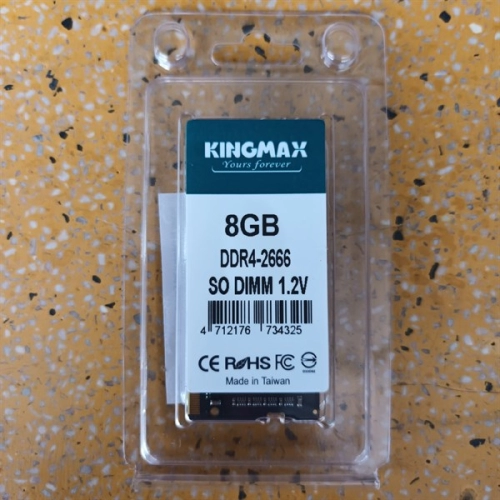 KINGMAX
Yours forever
8GB
DDR4-2666
SO DIMM 1.2V
4 712176 734325
CE RoHS FC
Made in Taiwan